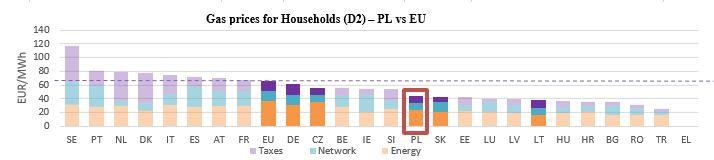 Gas prices for Households (D2) – PL vs EU
EUR/MWh
140
120
100
80
60
40
20
0
SE PT NL DK IT ES AT FR EU DE CZ BE IE SI PL SK EE LU LV LT HU HR BG RO TR EL
Taxes Network Energy